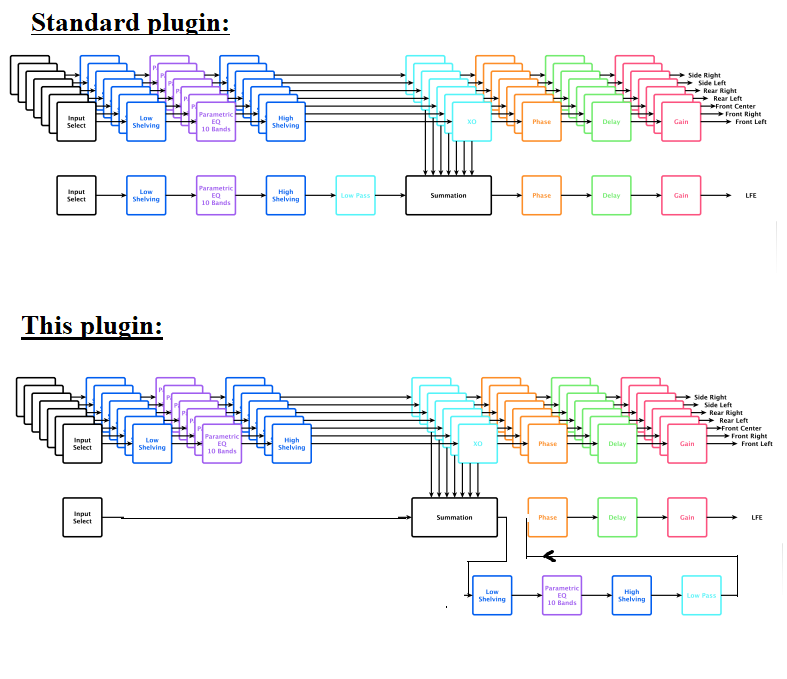 Standard plugin:
Side Right
Side Left
Rear Right
Rear Left
Front Center
Front Right
Front Left
Input
Select
Low
Shelving
Parametric
EQ
10 Bands
High
Shelving
XO
Phase
Delay
Gain
Input
Select
Low
Shelving
Parametric
EQ
10 Bands
High
Shelving
Low Pass
Summation
Phase
Delay
Gain
LFE
This plugin:
Side Right
Side Left
Rear Right
Rear Left
Front Center
Front Right
Front Left
Input
Select
Low
Shelving
Parametric
EQ
10 Bands
High
Shelving
XO
Phase
Delay
Gain
Input
Select
Summation
Phase
Delay
Gain
LFE
Low
Shelving
Parametric
EQ
10 Bands
High
Shelving
Low Pass